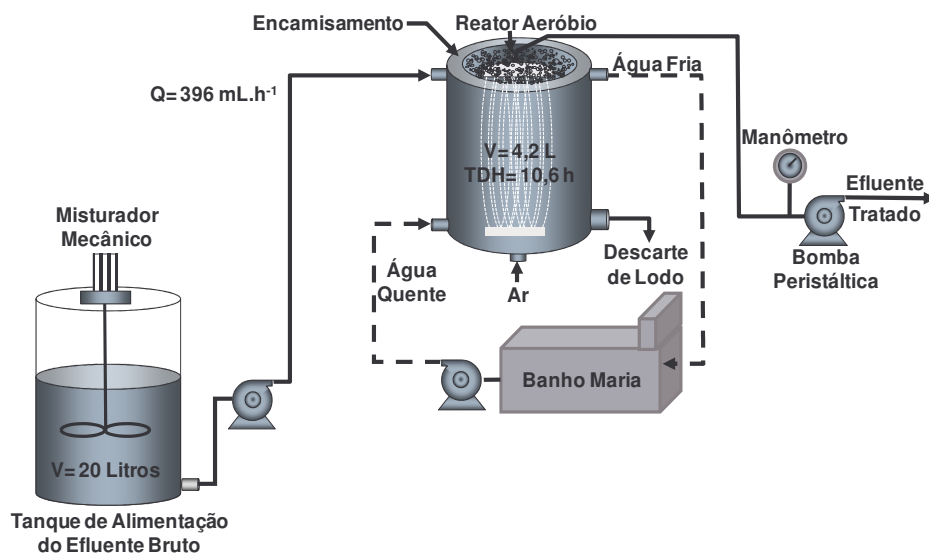 Encamisamento
Reator Aeróbio
Água Fria
Q= 396 mL.h⁻¹
V= 4,2 L
TDH= 10,6 h
Manômetro
Efluente
Tratado
Misturador
Mecânico
Bomba
Peristáltica
Descarte
de Lodo
Água
Quente
Ar
Banho Maria
V= 20 Litros
Tanque de Alimentação
do Efluente Bruto